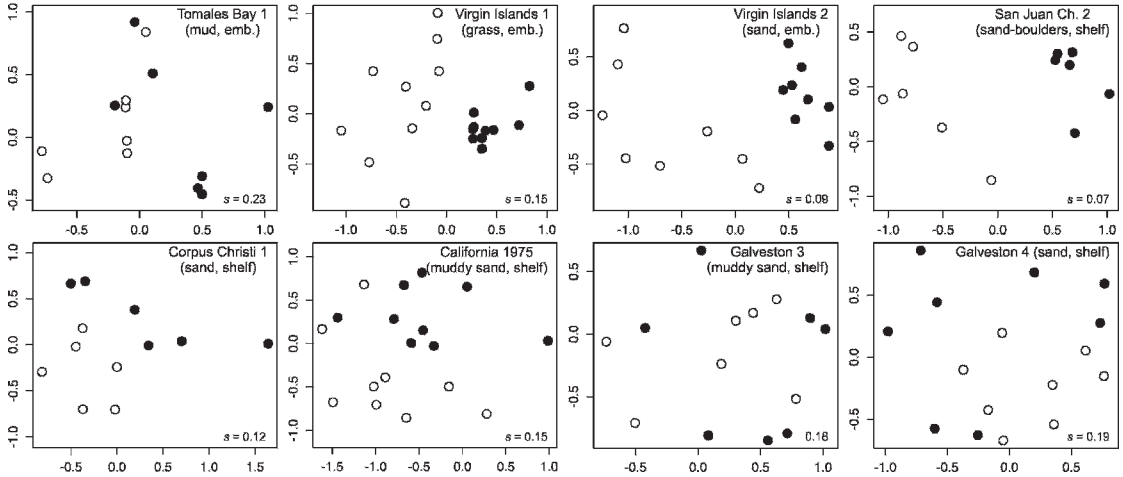 Tomales Bay 1
(mud, emb.)
1.0
0.5
0.0
-0.5
s = 0.23
-0.5 0.0 0.5 1.0
Virgin Islands 1
(grass, emb.)
1.0
0.5
0.0
-0.5
s = 0.15
-1.0 -0.5 0.0 0.5 1.0
Virgin Islands 2
(sand, emb.)
0.5
0.0
-0.5
s = 0.09
-1.0 -0.5 0.0 0.5 1.0
San Juan Ch. 2
(sand-boulders, shelf)
0.5
0.0
-0.5
-1.0
s = 0.07
-1.0 -0.5 0.0 0.5 1.0
Corpus Christi 1
(sand, shelf)
1.0
0.5
0.0
-0.5
-1.0
s = 0.12
-0.5 0.0 0.5 1.0 1.5
California 1975
(muddy sand, shelf)
1.0
0.5
0.0
-0.5
-1.0
s = 0.15
-1.5 -1.0 -0.5 0.0 0.5 1.0
Galveston 3
(muddy sand, shelf)
0.5
0.0
-0.5
0.16
-0.5 0.0 0.5 1.0
Galveston 4 (sand, shelf)
0.5
0.0
-0.5
s = 0.19
-1.0 -0.5 0.0 0.5